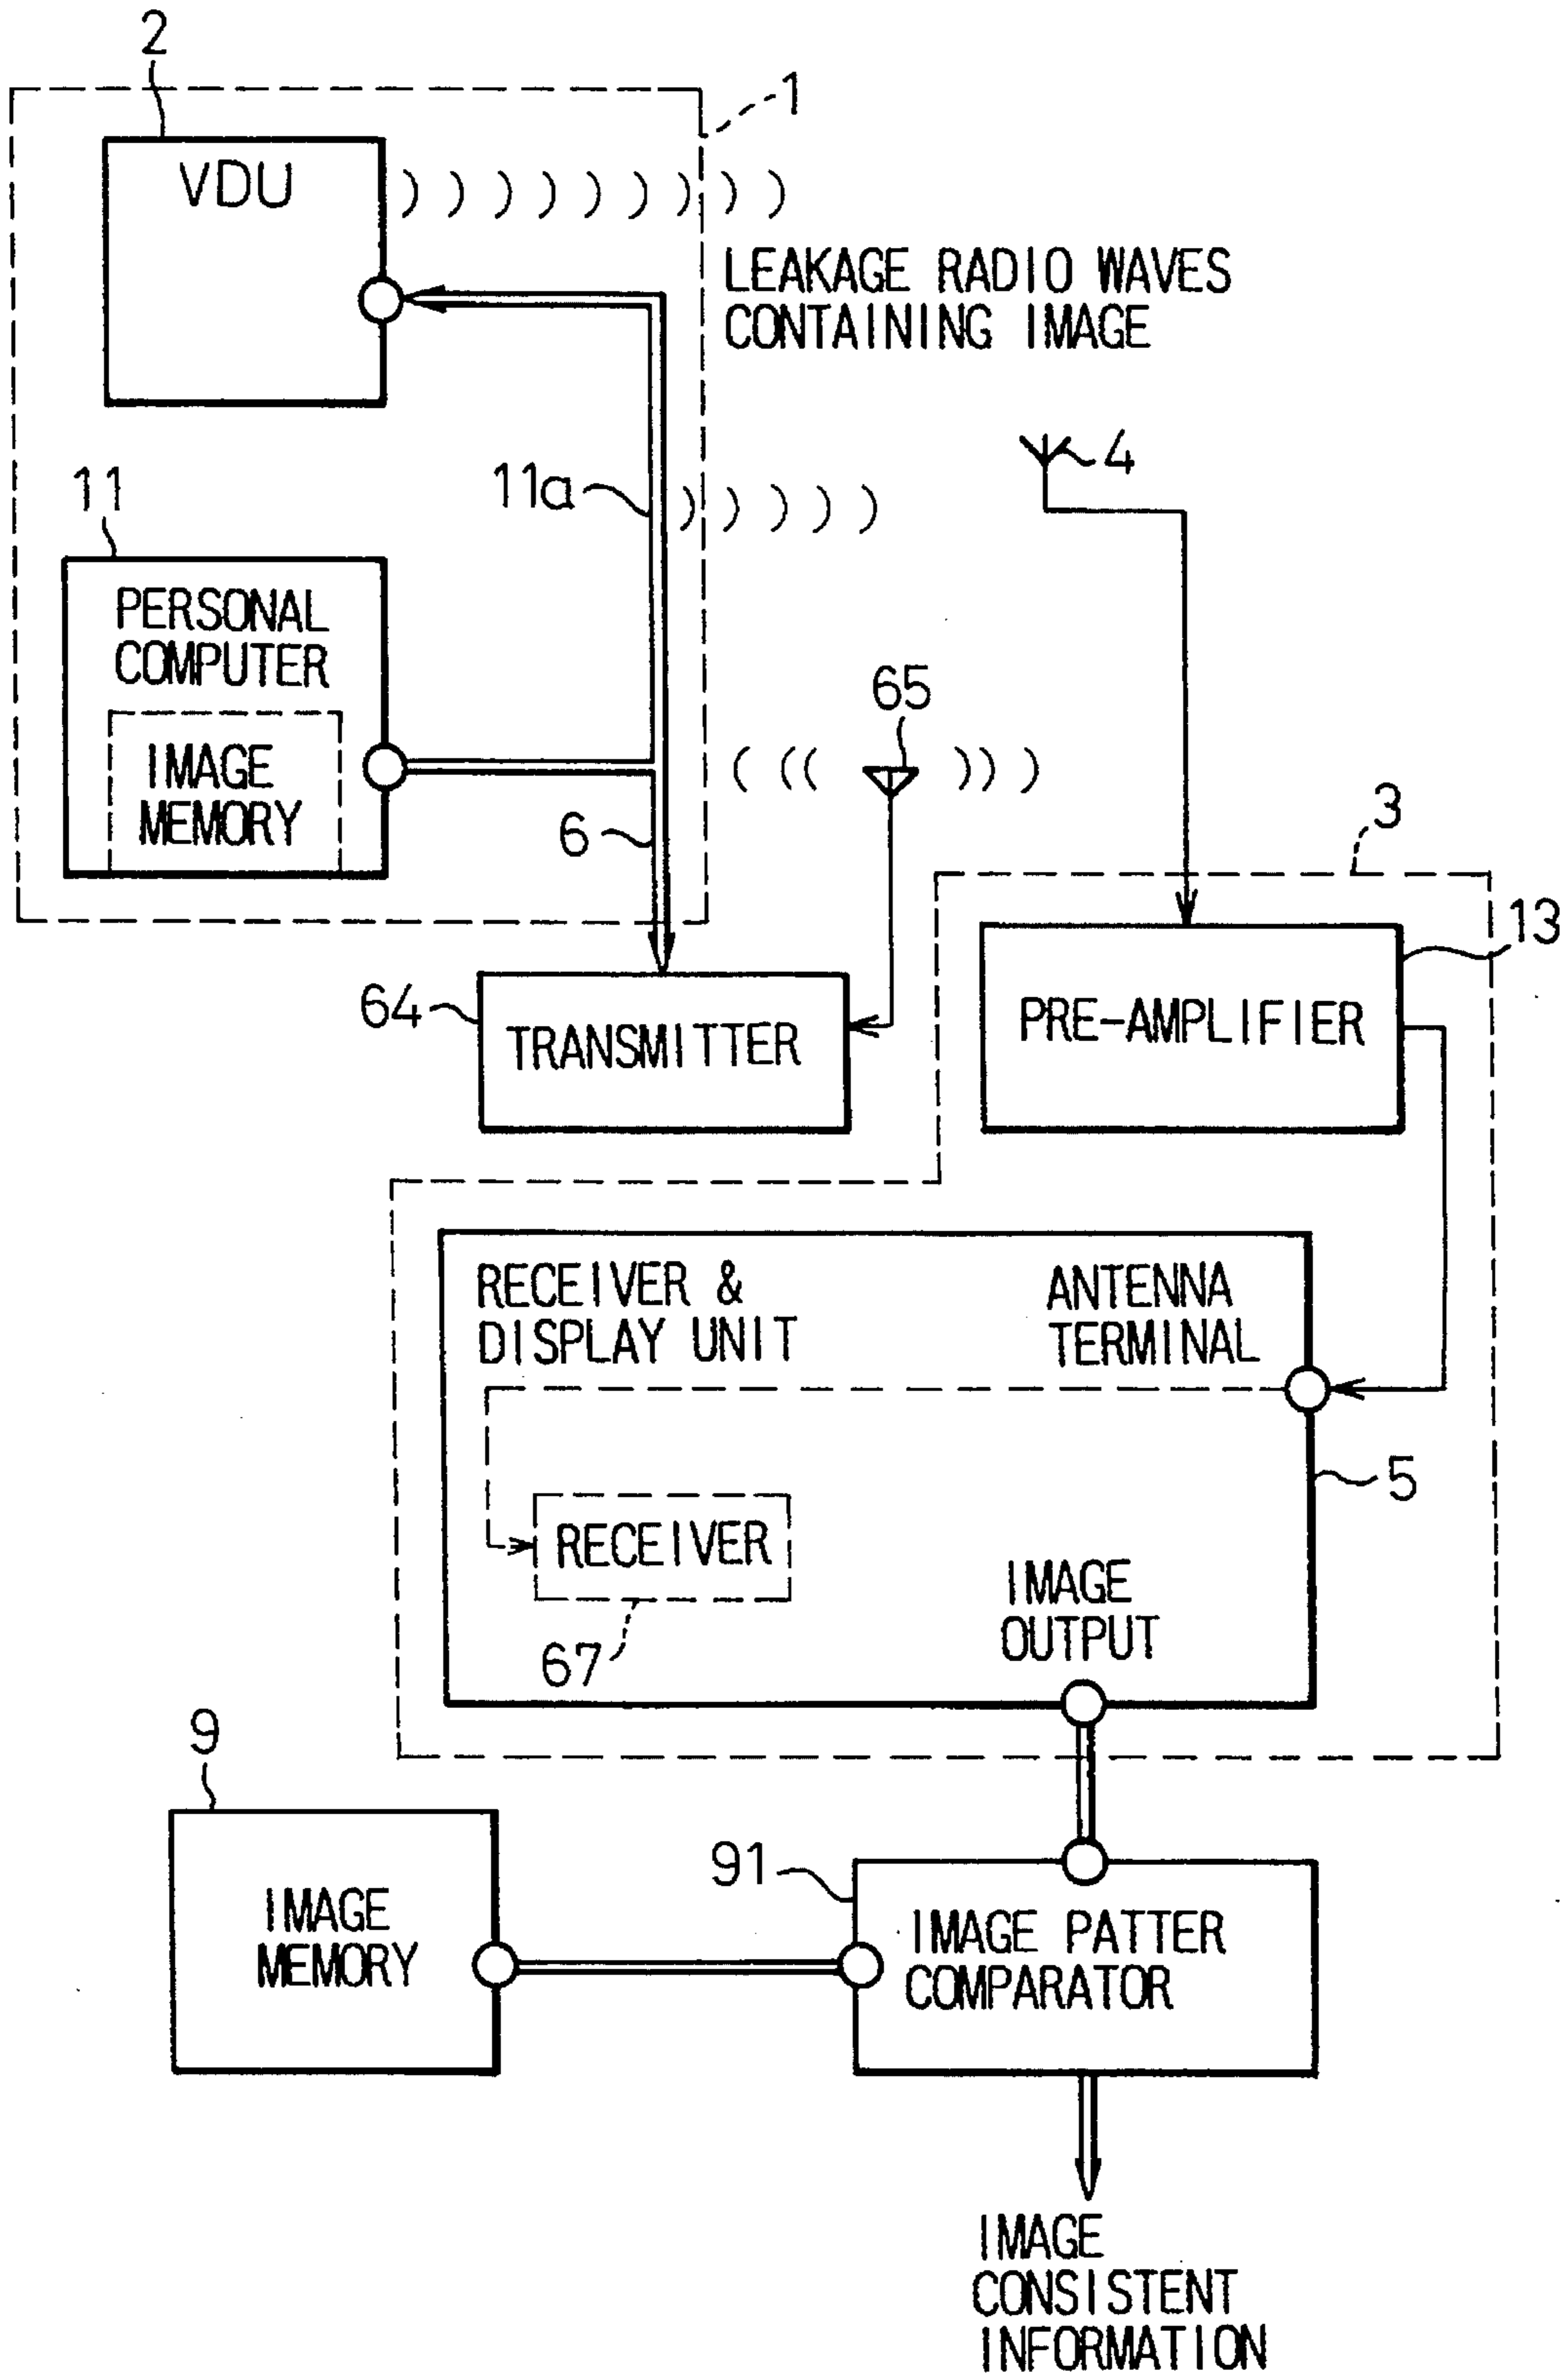 2
1
VDU
LEAKAGE RADIO WAVES
CONTAINING IMAGE
4
11
11a
PERSONAL
COMPUTER
65
IMAGE
MEMORY
6
3
13
64
TRANSMITTER
PRE-AMPLIFIER
RECEIVER &
DISPLAY UNIT
ANTENNA
TERMINAL
5
RECEIVER
IMAGE
OUTPUT
67
9
91
IMAGE
MEMORY
IMAGE PATTER
COMPARATOR
IMAGE
CONSISTENT
INFORMATION